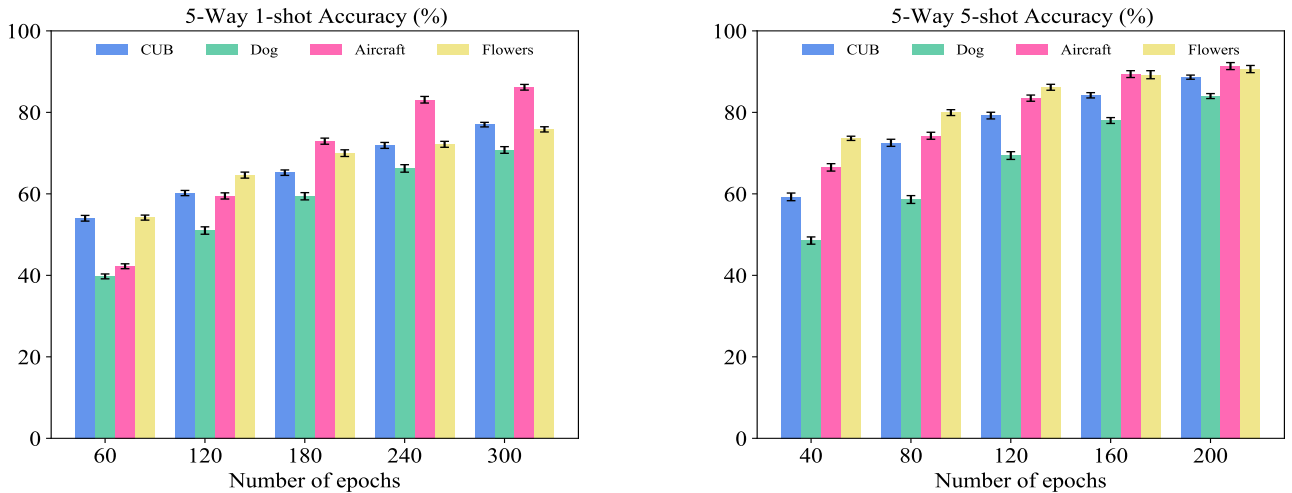 5-Way 1-shot Accuracy (%)
100
CUB Dog Aircraft Flowers
80
60
40
20
0
60 120 180 240 300
Number of epochs
5-Way 5-shot Accuracy (%)
100
CUB Dog Aircraft Flowers
80
60
40
20
0
40 80 120 160 200
Number of epochs